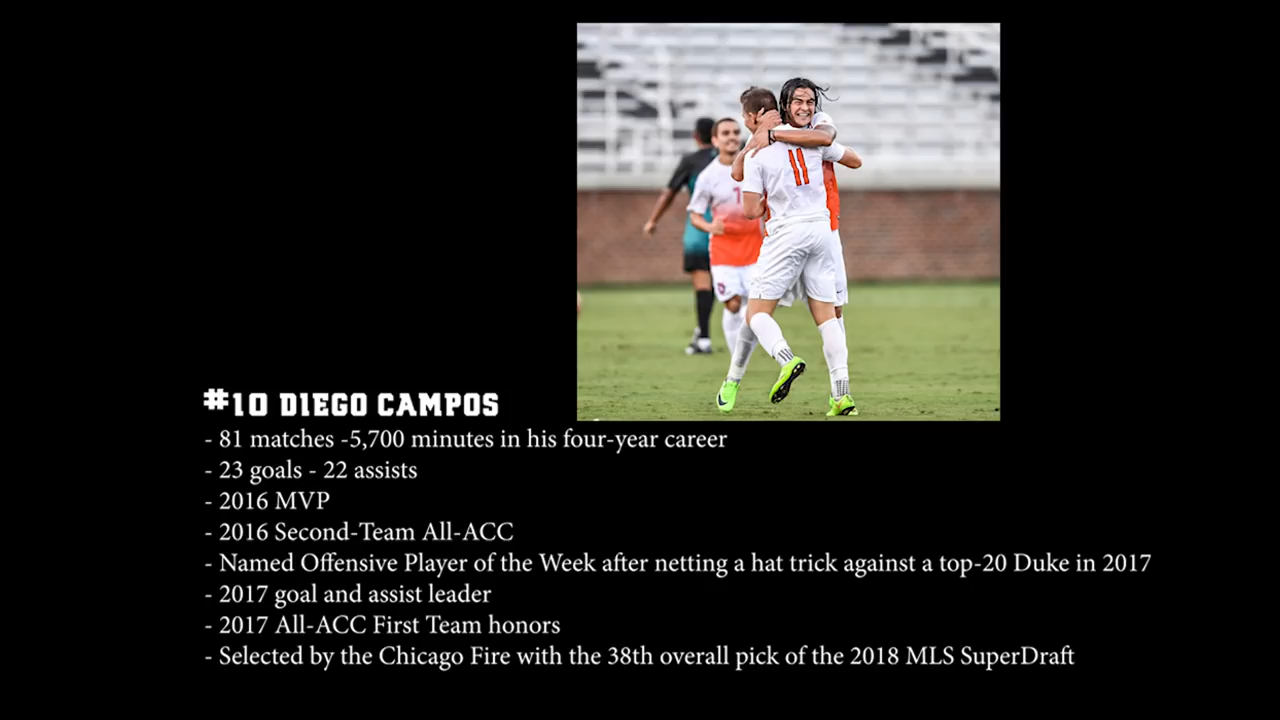 11
7
#10 DIEGO CAMPOS
- 81 matches -5,700 minutes in his four-year career
- 23 goals - 22 assists
- 2016 MVP
- 2016 Second-Team All-ACC
- Named Offensive Player of the Week after netting a hat trick against a top-20 Duke in 2017
- 2017 goal and assist leader
- 2017 All-ACC First Team honors
- Selected by the Chicago Fire with the 38th overall pick of the 2018 MLS SuperDraft